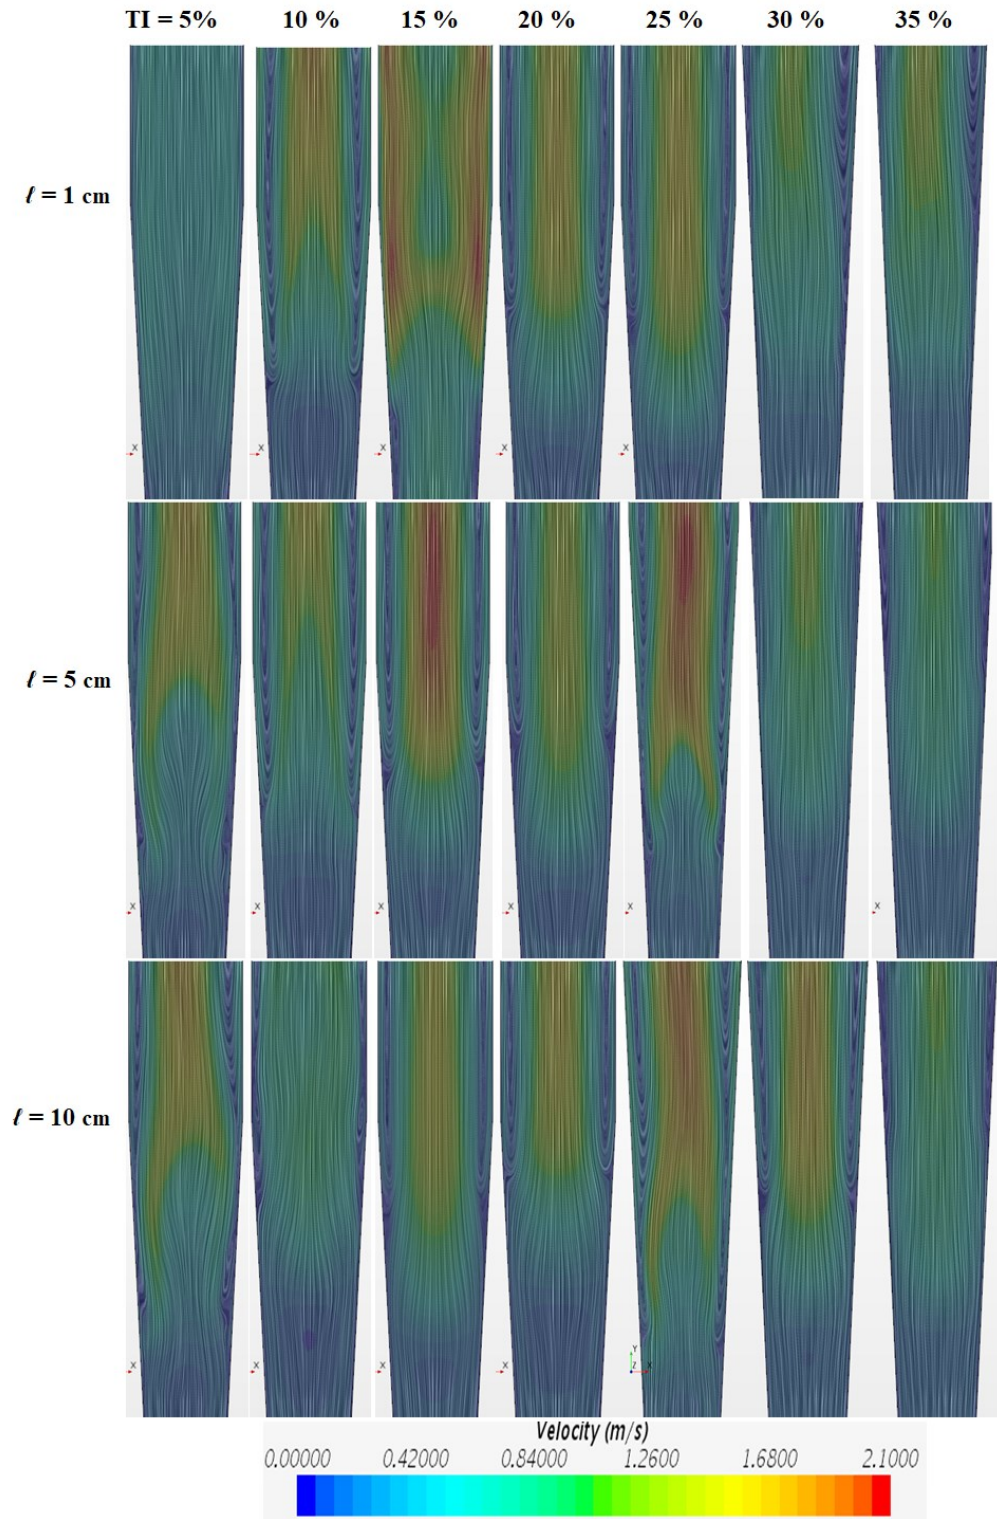 TI = 5% 10 % 15 % 20 % 25 % 30 % 35 %
ℓ = 1 cm
X X X X X
ℓ = 5 cm
X X X X X X
ℓ = 10 cm
Y
X X X X Z X
Velocity (m/s)
0.00000 0.42000 0.84000 1.2600 1.6800 2.1000